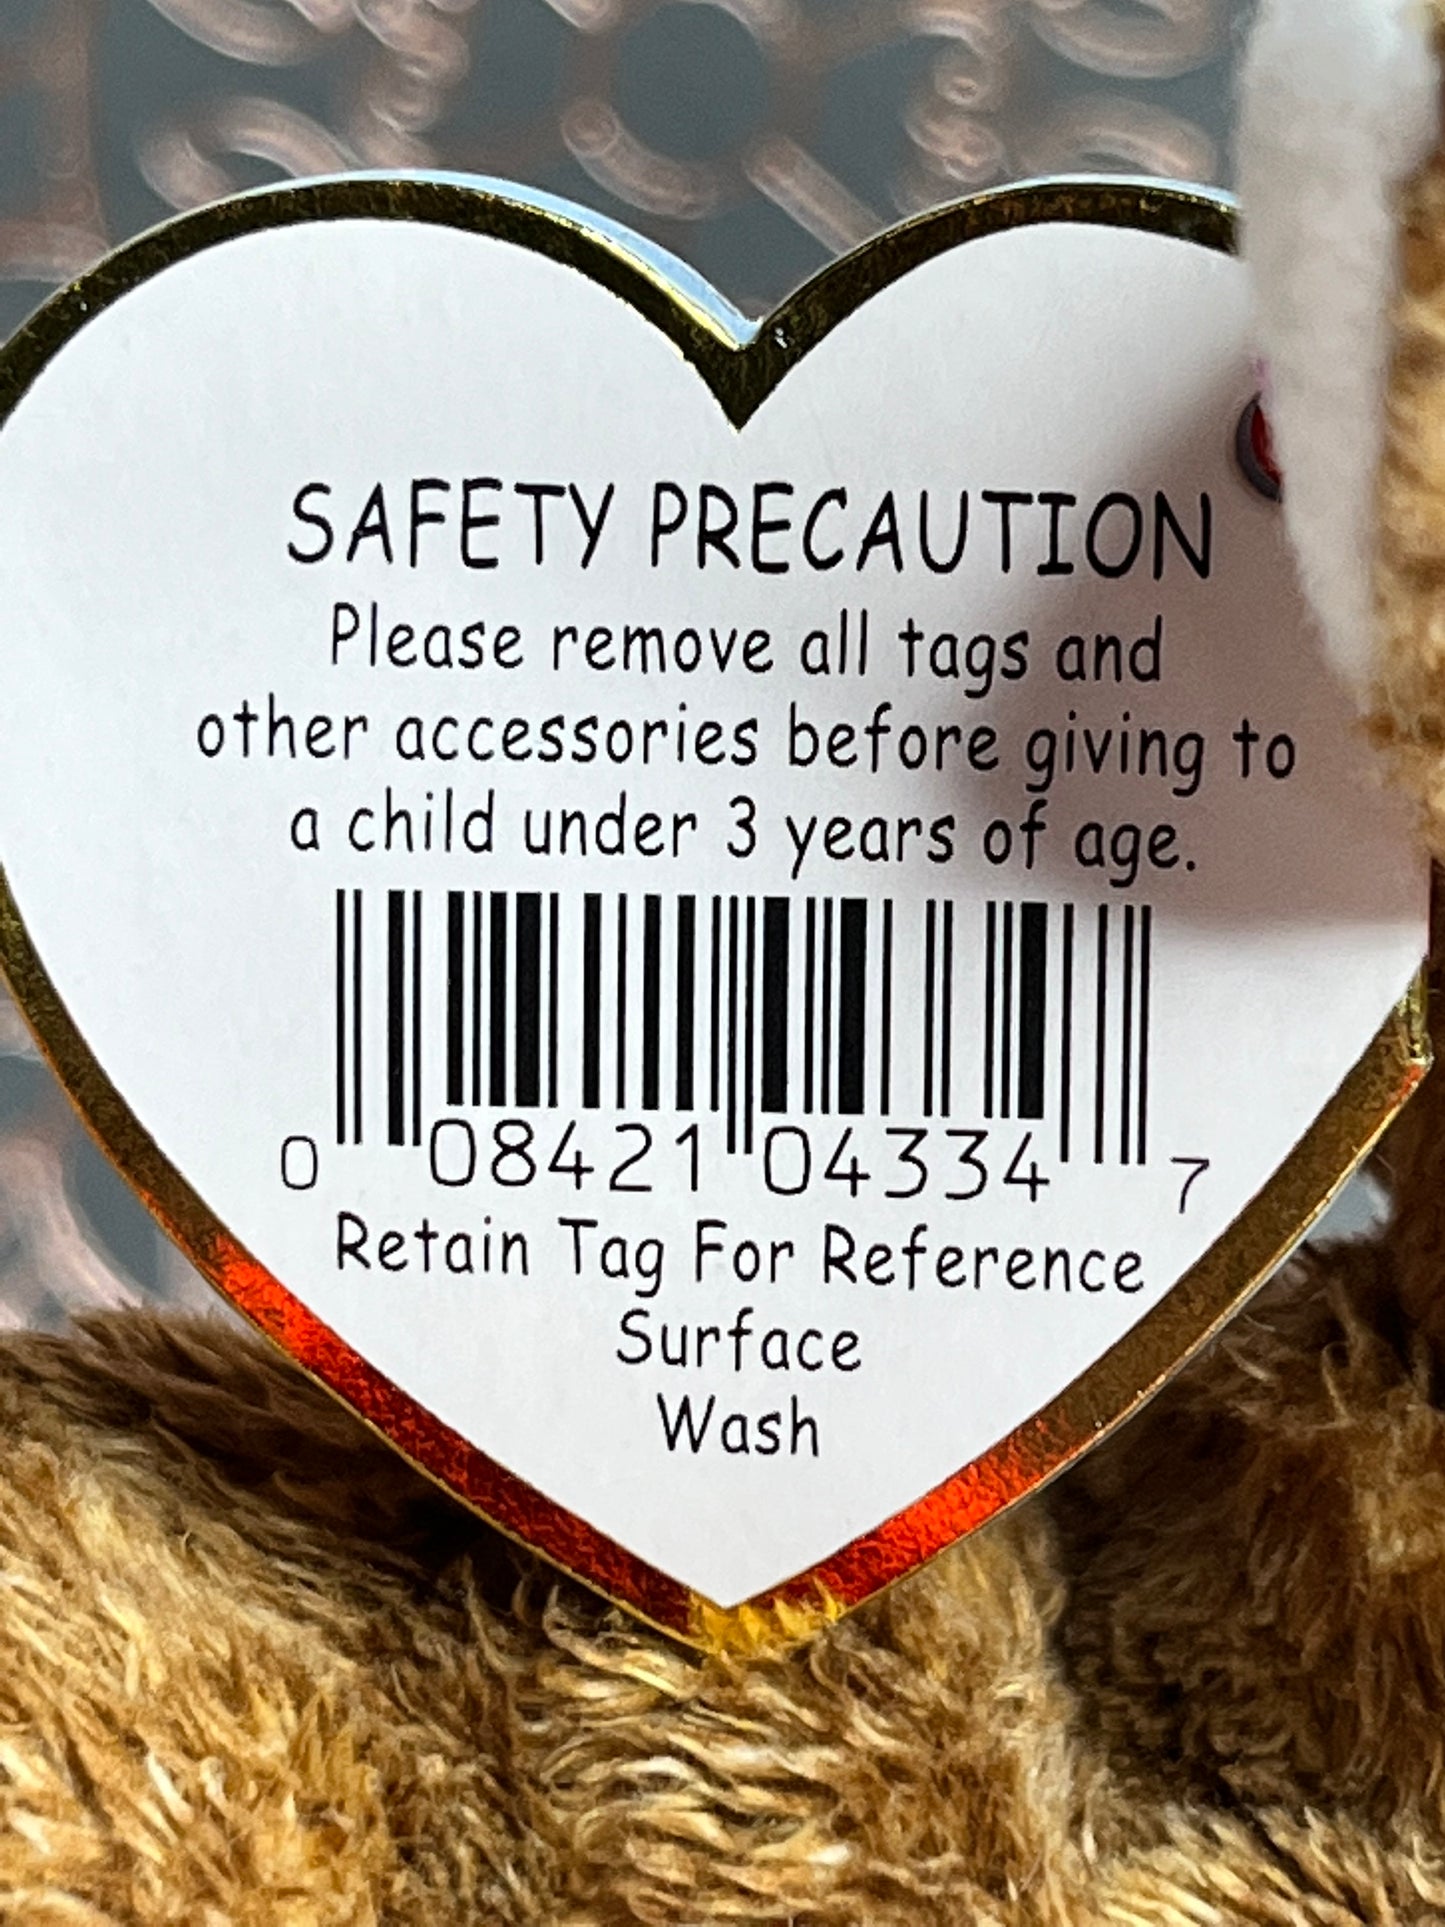 SAFETY PRECAUTION
Please remove all tags and
other accessories before giving to
a child under 3 years of age.
0 08421 04334 7
Retain Tag For Reference
Surface
Wash